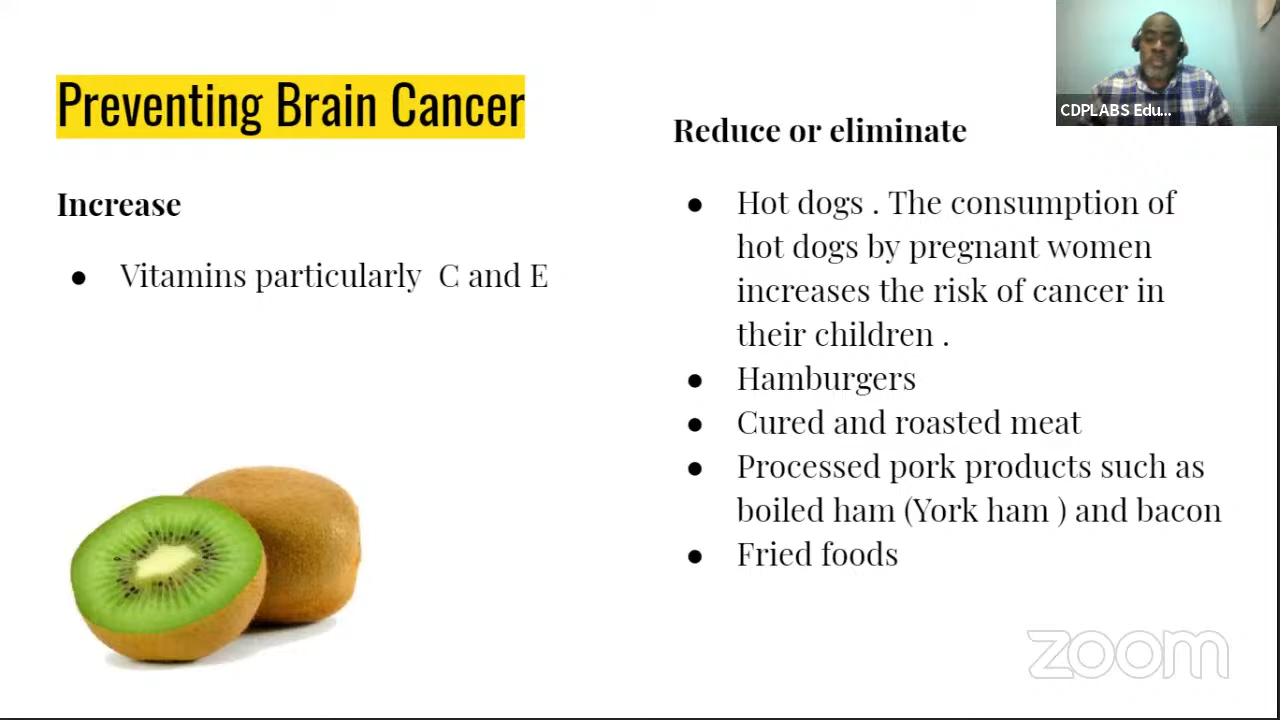 Preventing Brain Cancer
Increase
● Vitamins particularly C and E
Reduce or eliminate
● Hot dogs . The consumption of
hot dogs by pregnant women
increases the risk of cancer in
their children .
● Hamburgers
● Cured and roasted meat
● Processed pork products such as
boiled ham (York ham ) and bacon
● Fried foods
CDPLABS Edu...
zoom